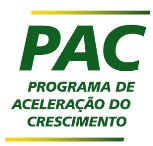 PAC
PROGRAMA DE
ACELERAÇÃO DO
CRESCIMENTO